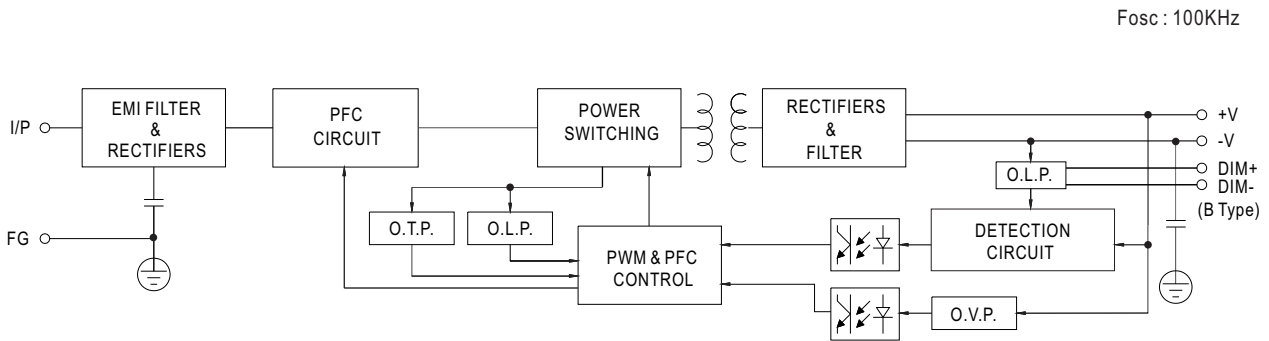 Fosc : 100KHz
I/P
EMI FILTER
&
RECTIFIERS
PFC
CIRCUIT
POWER
SWITCHING
RECTIFIERS
&
FILTER
+V
-V
O.L.P.
DIM+
DIM-
(B Type)
FG
O.T.P.
O.L.P.
PWM & PFC
CONTROL
DETECTION
CIRCUIT
O.V.P.